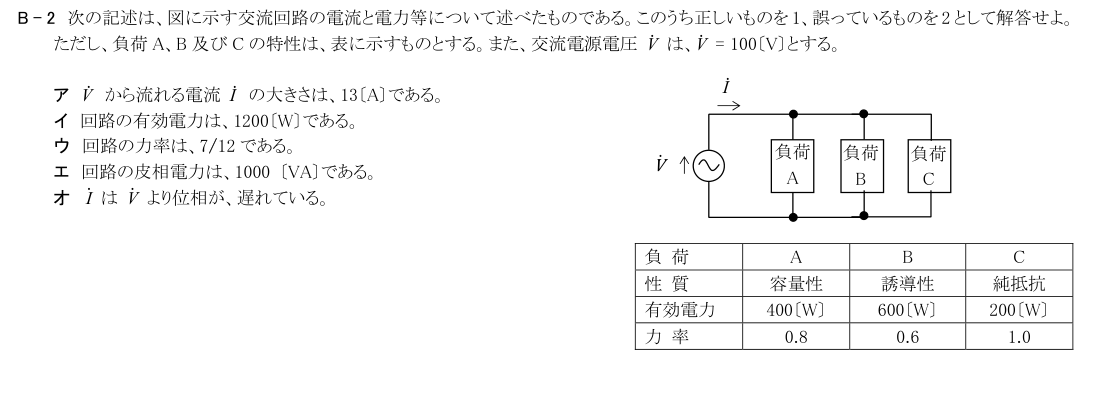 B－2 次の記述は、図に示す交流回路の電流と電力等について述べたものである。このうち正しいものを1、誤っているものを2として解答せよ。
ただし、負荷 A、B 及び C の特性は、表に示すものとする。また、交流電源電圧 V̇ は、V̇ = 100〔V〕とする。
ア V̇ から流れる電流 İ の大きさは、13〔A〕である。
イ 回路の有効電力は、1200〔W〕である。
ウ 回路の力率は、7/12 である。
エ 回路の皮相電力は、1000 〔VA〕である。
オ İ は V̇ より位相が、遅れている。
İ
V̇
負荷 A
負荷 B
負荷 C
負 荷 A B C
性 質 容量性 誘導性 純抵抗
有効電力 400〔W〕 600〔W〕 200〔W〕
力 率 0.8 0.6 1.0